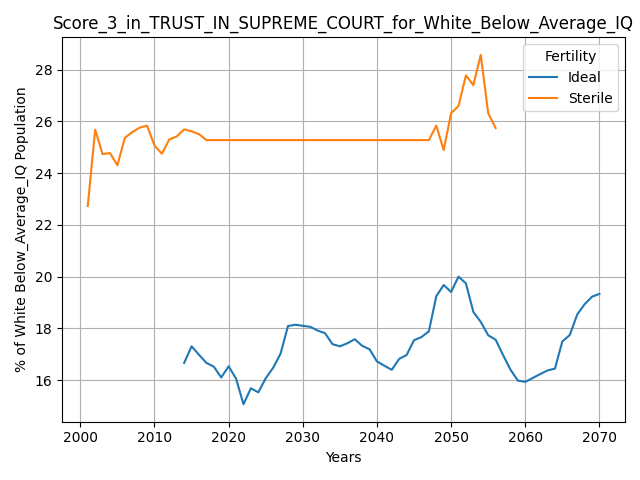 Score_3_in_TRUST_IN_SUPREME_COURT_for_White_Below_Average_IQ
% of White Below_Average_IQ Population
28
26
24
22
20
18
16
Fertility
Ideal
Sterile
2000 2010 2020 2030 2040 2050 2060 2070
Years